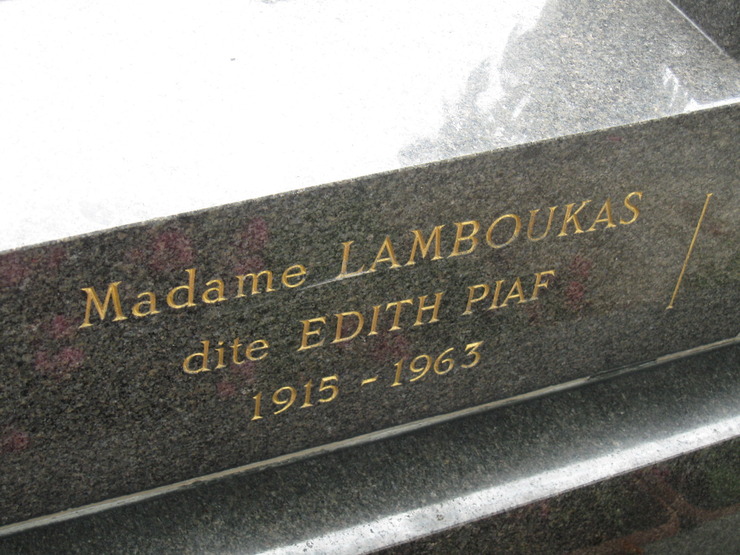 Madame LAMBOUKAS
dite EDITH PIAF
1915 - 1963